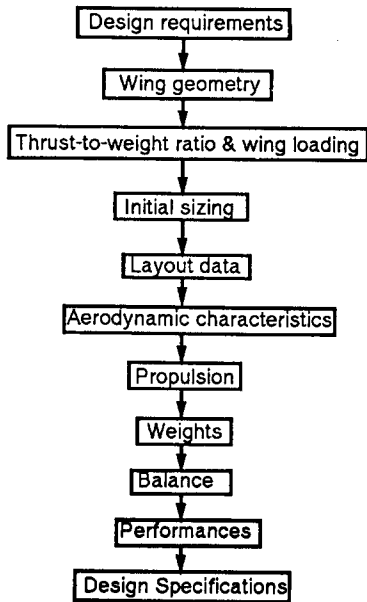 Design requirements
Wing geometry
Thrust-to-weight ratio & wing loading
Initial sizing
Layout data
Aerodynamic characteristics
Propulsion
Weights
Balance
Performances
Design Specifications